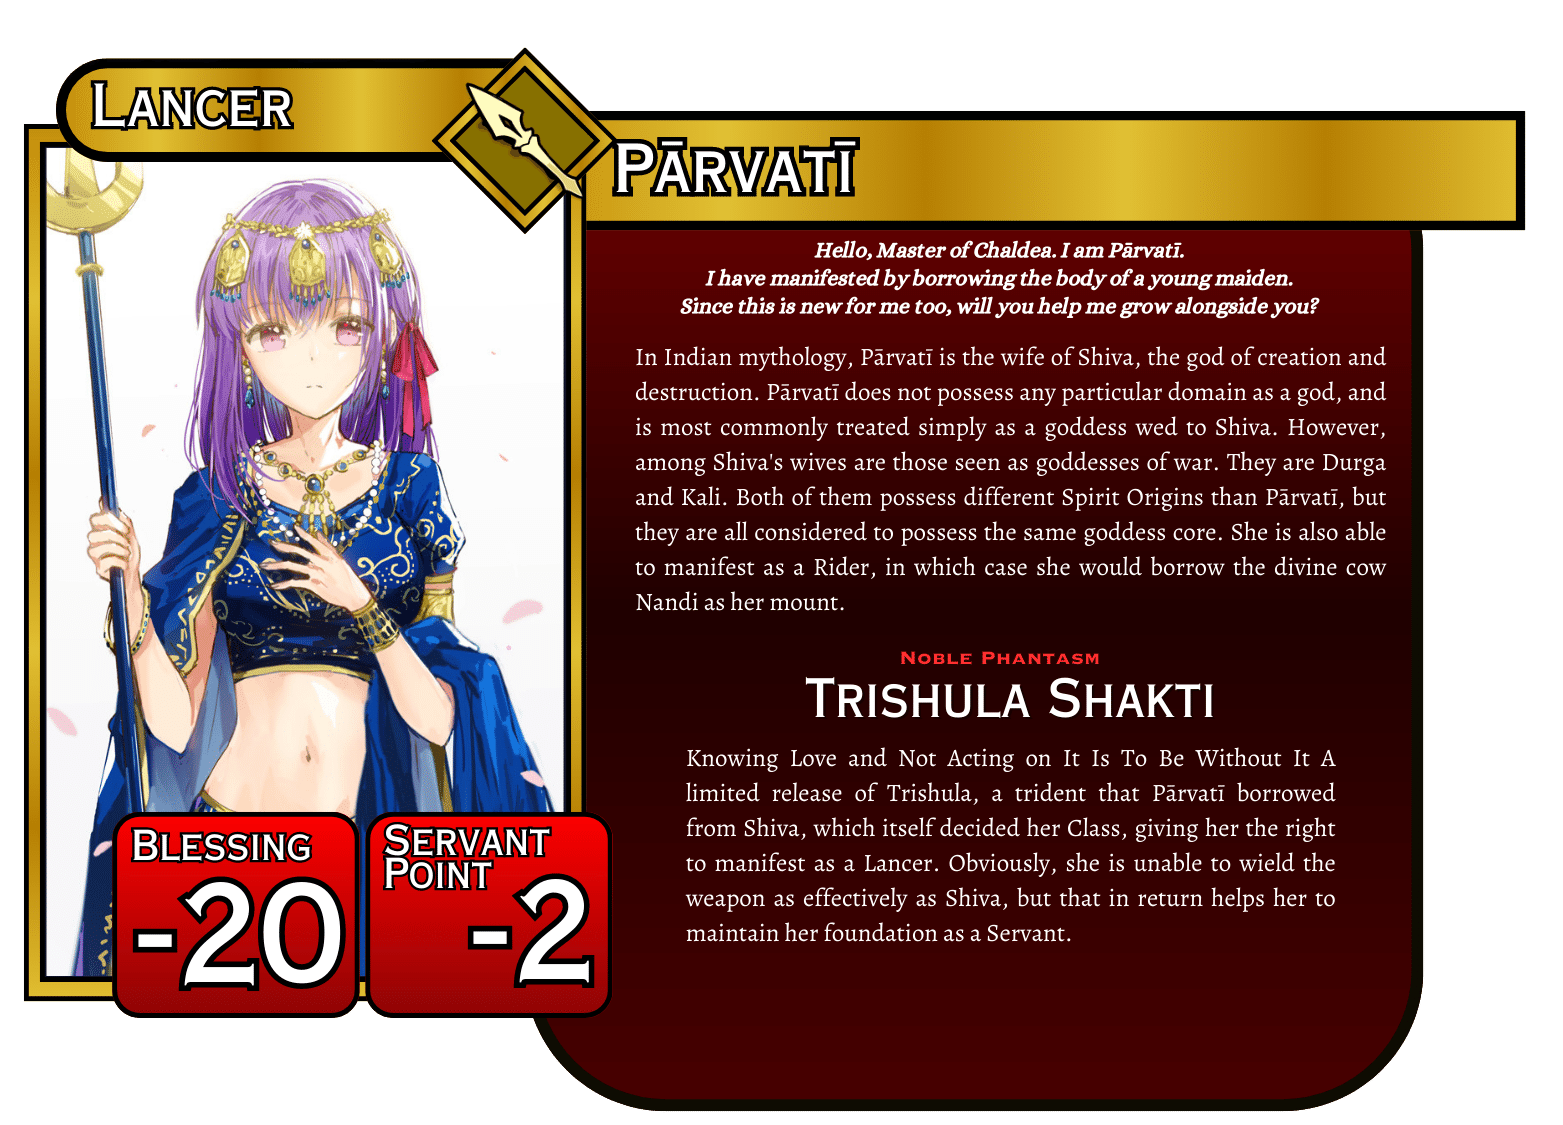 Lancer
Pārvatī
Hello, Master of Chaldea. I am Pārvatī.
I have manifested by borrowing the body of a young maiden.
Since this is new for me too, will you help me grow alongside you?
In Indian mythology, Pārvatī is the wife of Shiva, the god of creation and
destruction. Pārvatī does not possess any particular domain as a god, and
is most commonly treated simply as a goddess wed to Shiva. However,
among Shiva's wives are those seen as goddesses of war. They are Durga
and Kali. Both of them possess different Spirit Origins than Pārvatī, but
they are all considered to possess the same goddess core. She is also able
to manifest as a Rider, in which case she would borrow the divine cow
Nandi as her mount.
Noble Phantasm
Trishula Shakti
Knowing Love and Not Acting on It Is To Be Without It A
limited release of Trishula, a trident that Pārvatī borrowed
from Shiva, which itself decided her Class, giving her the right
to manifest as a Lancer. Obviously, she is unable to wield the
weapon as effectively as Shiva, but that in return helps her to
maintain her foundation as a Servant.
Blessing
-20
Servant
Point
-2